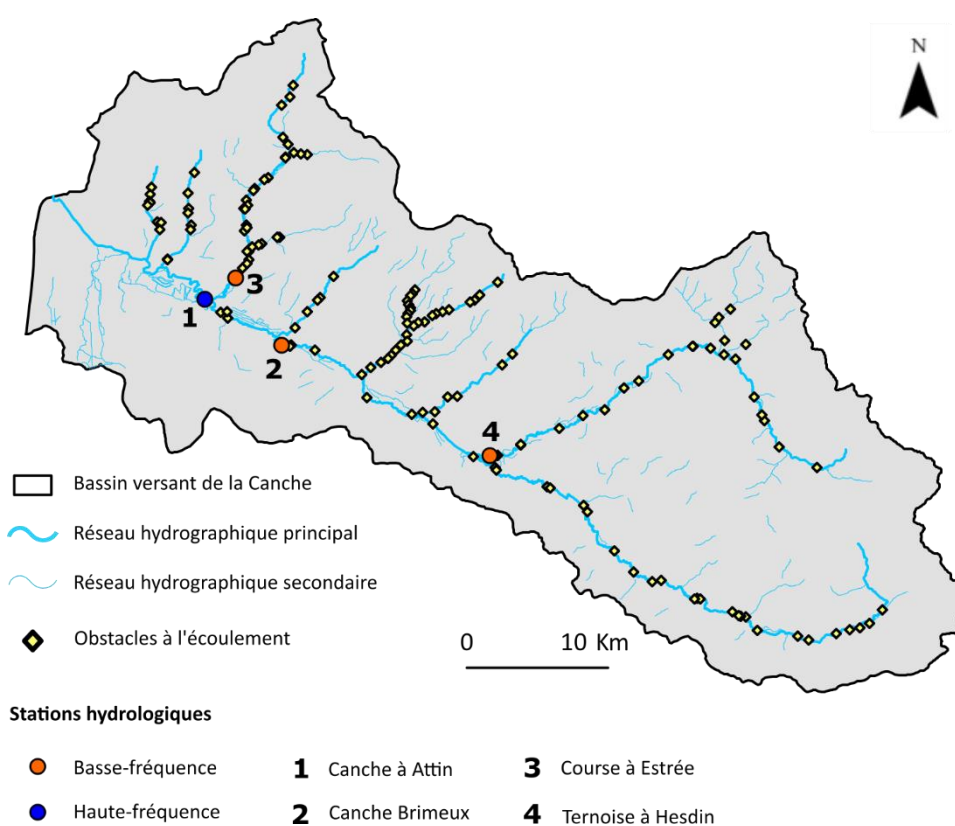 N
3
1
2
4
Bassin versant de la Canche
Réseau hydrographique principal
Réseau hydrographique secondaire
Obstacles à l'écoulement
0 10 Km
Stations hydrologiques
Basse-fréquence 1 Canche à Attin 3 Course à Estrée
Haute-fréquence 2 Canche Brimeux 4 Ternoise à Hesdin